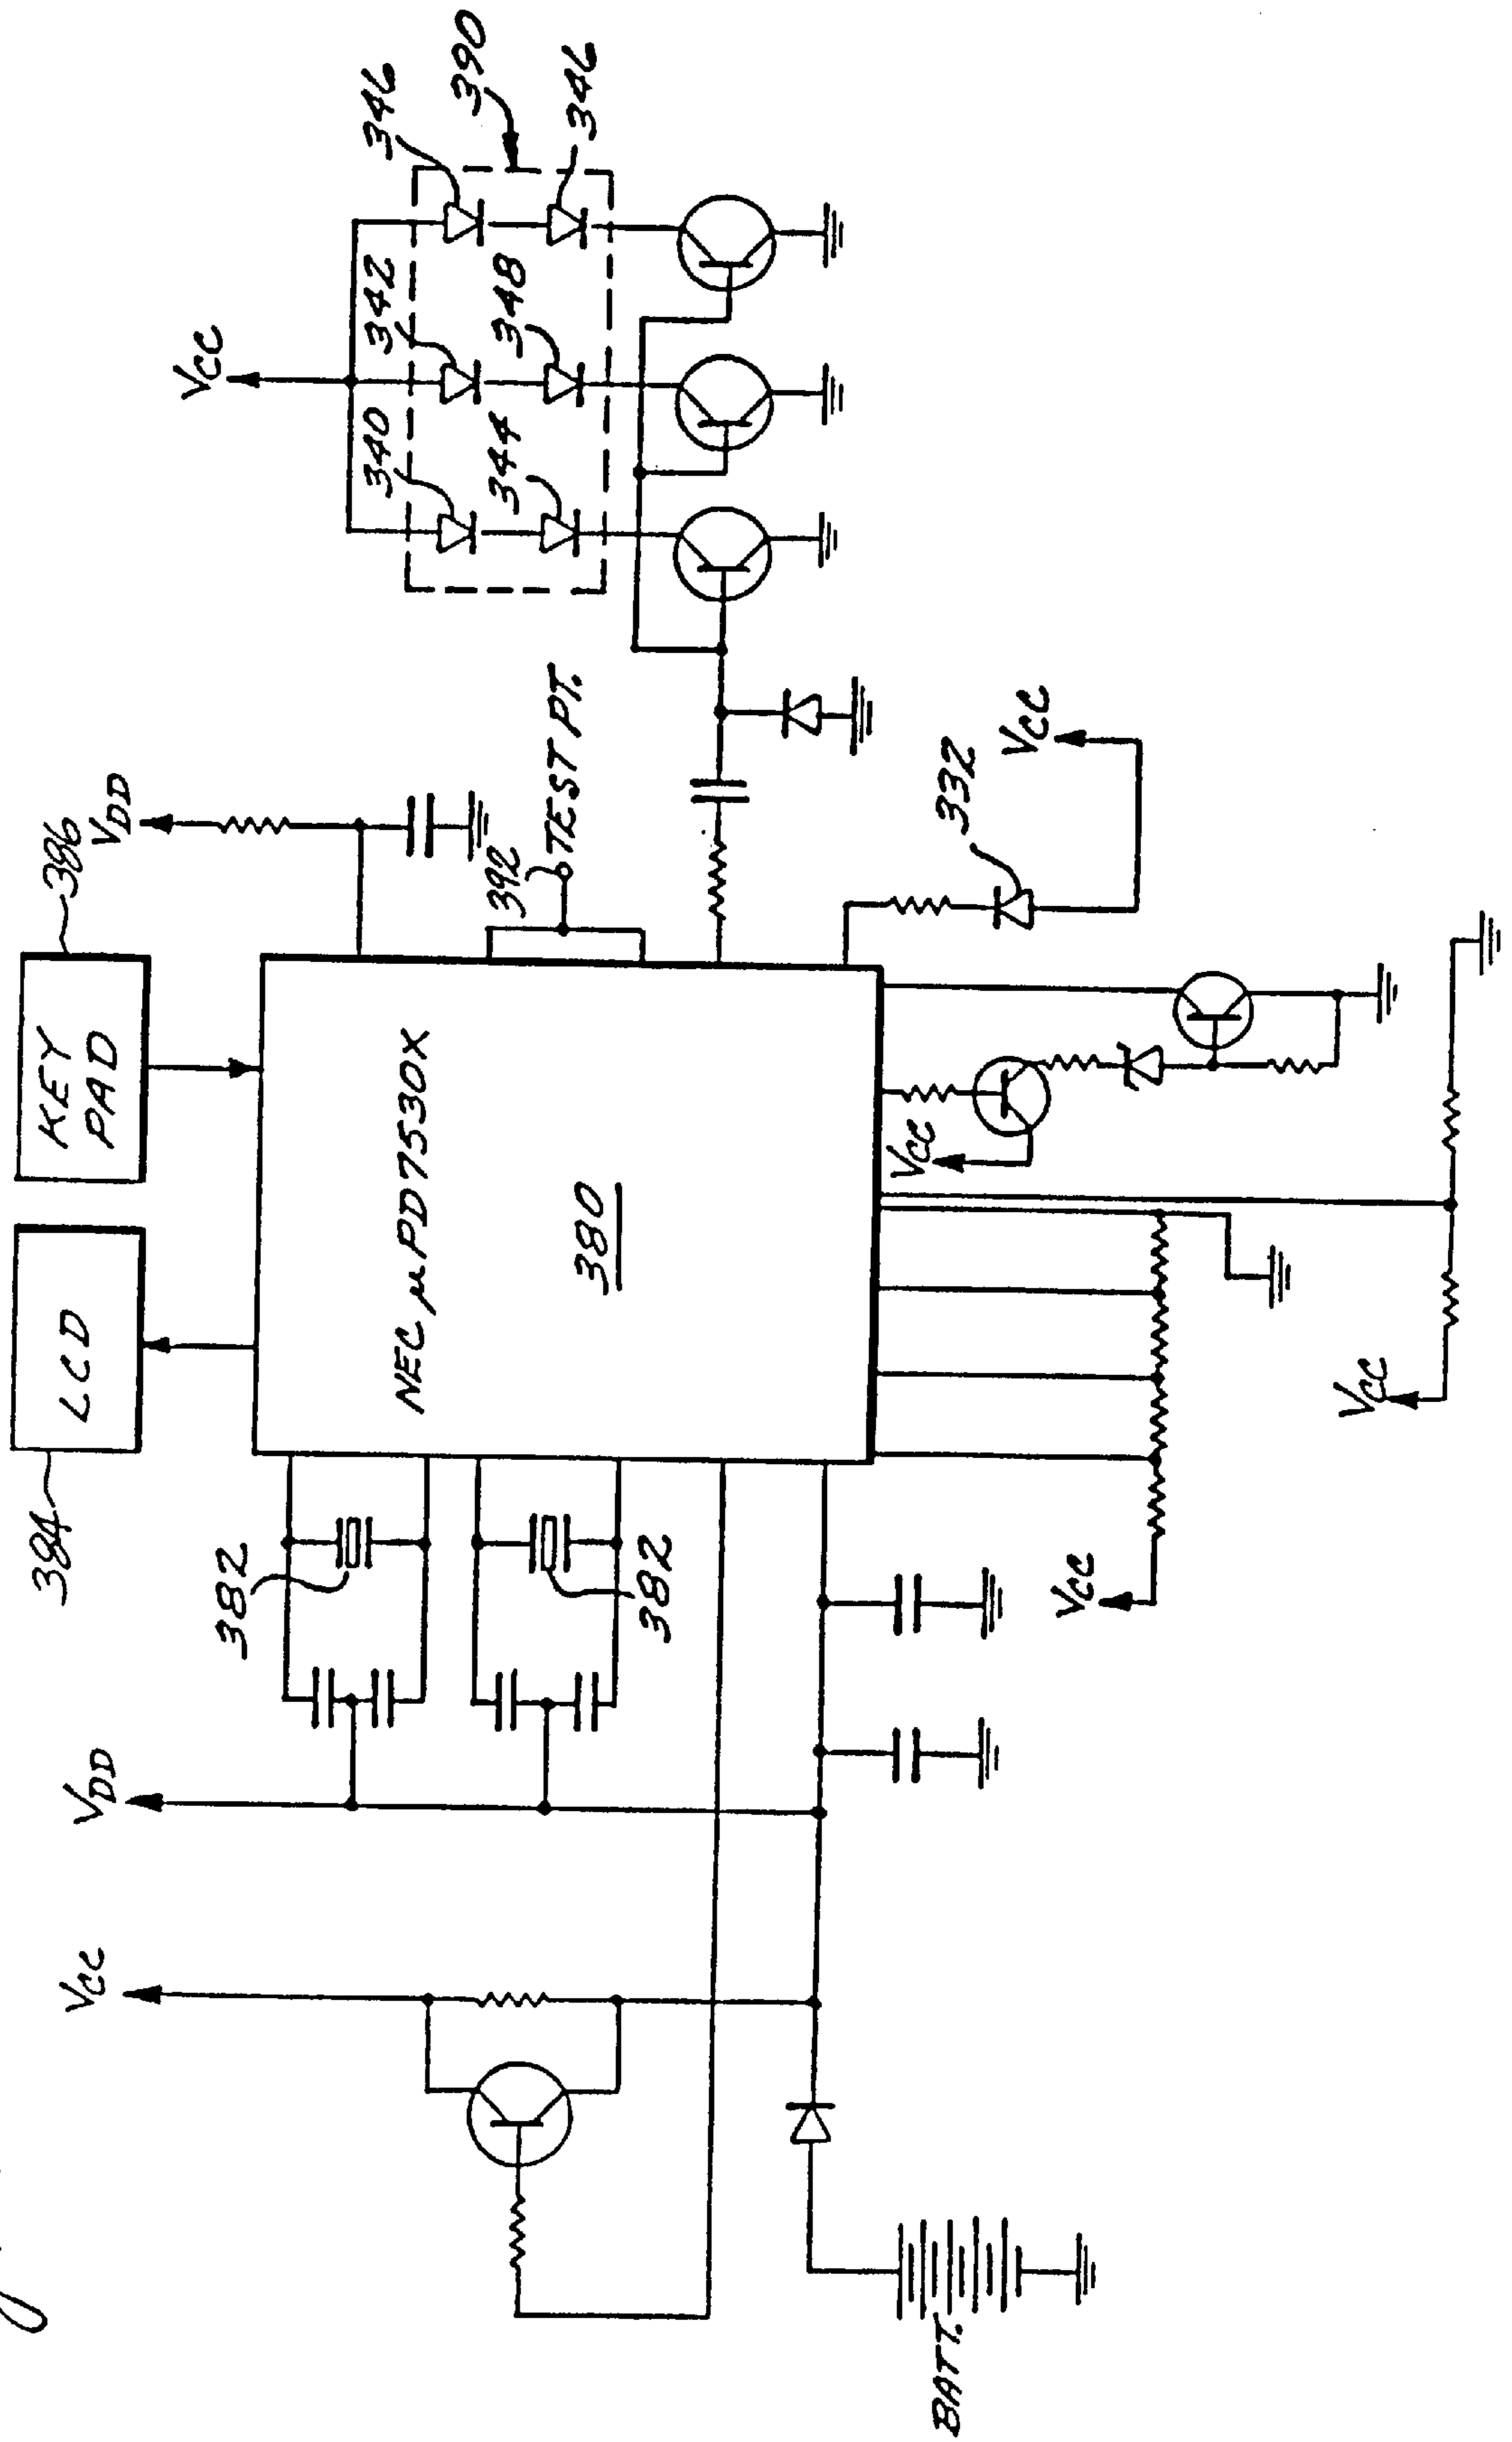 386
KEY
PAD
384
LCD
VDD
346
390
346
342
348
340
344
VCC
392
TEST PT.
382
382
NEC μPD7530X
380
332
VCC
VCC
VCC
VCC
VDD
VCC
BATT.